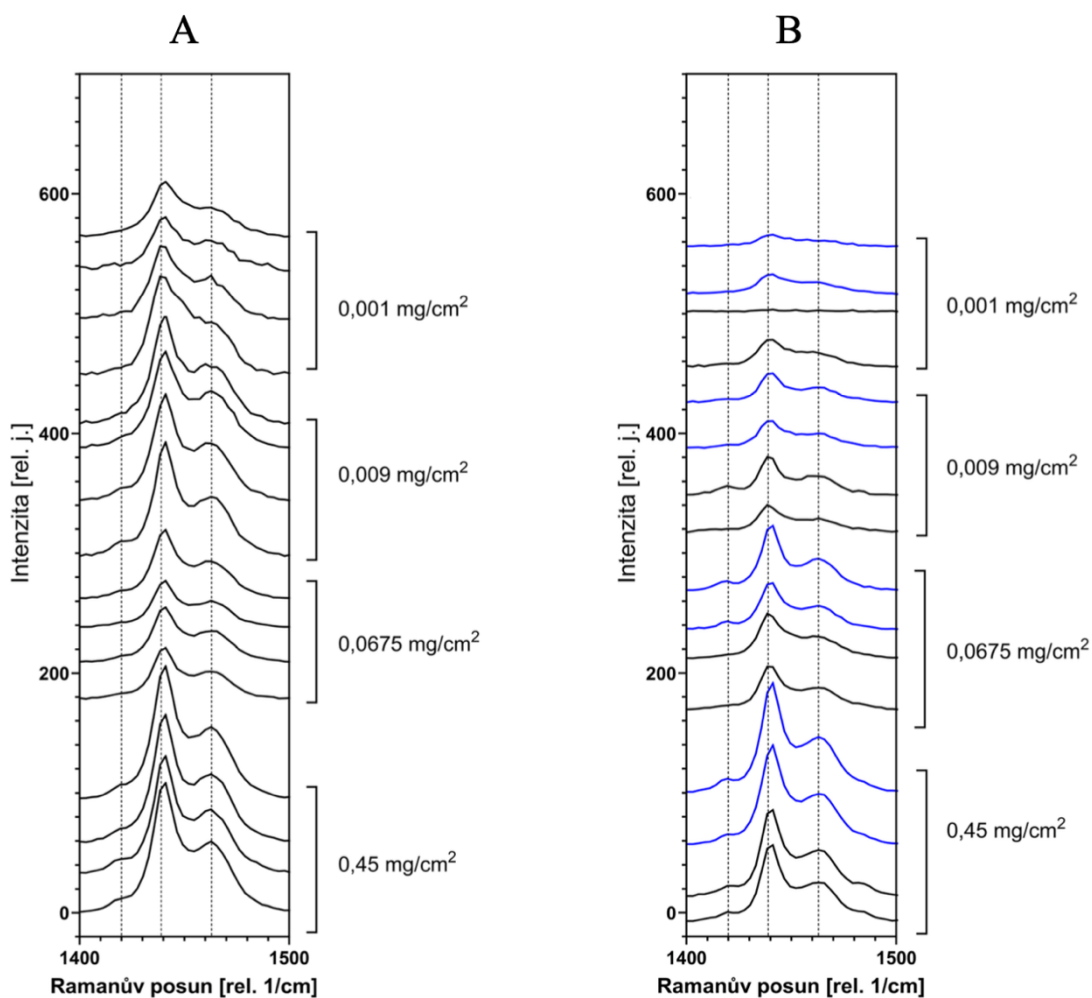 A
600
400
200
0
Intenzita [rel. j.]
1400
1500
Ramanův posun [rel. 1/cm]
0,001 mg/cm²
0,009 mg/cm²
0,0675 mg/cm²
0,45 mg/cm²
B
600
400
200
0
Intenzita [rel. j.]
1400
1500
Ramanův posun [rel. 1/cm]
0,001 mg/cm²
0,009 mg/cm²
0,0675 mg/cm²
0,45 mg/cm²